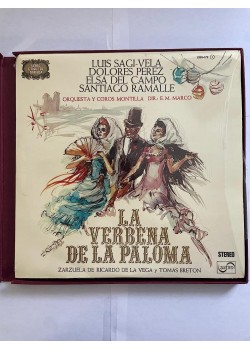 LUIS SAGI-VELA
DOLORES PEREZ
ELSA DEL CAMPO
SANTIAGO RAMALLE
ORQUESTA Y COROS MONTILLA DIR.: E. M. MARCO
LA
VERBENA
DE LA PALOMA
STEREO
ZARZUELA DE RICARDO DE LA VEGA y TOMAS BRETON